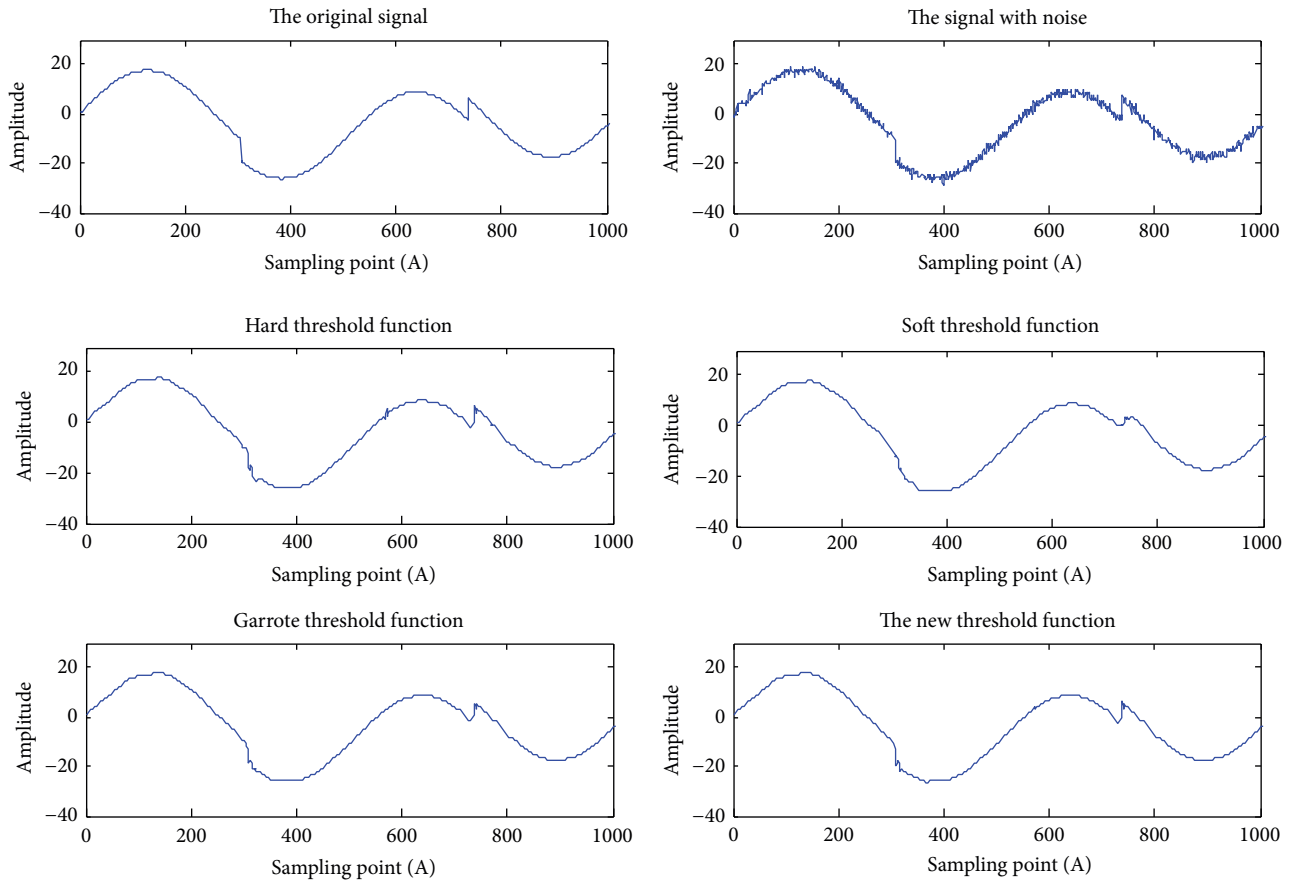 The original signal
20
0
−20
−40
Amplitude
0 200 400 600 800 1000
Sampling point (A)
The signal with noise
20
0
−20
−40
Amplitude
0 200 400 600 800 1000
Sampling point (A)
Hard threshold function
20
0
−20
−40
Amplitude
0 200 400 600 800 1000
Sampling point (A)
Soft threshold function
20
0
−20
−40
Amplitude
0 200 400 600 800 1000
Sampling point (A)
Garrote threshold function
20
0
−20
−40
Amplitude
0 200 400 600 800 1000
Sampling point (A)
The new threshold function
20
0
−20
−40
Amplitude
0 200 400 600 800 1000
Sampling point (A)